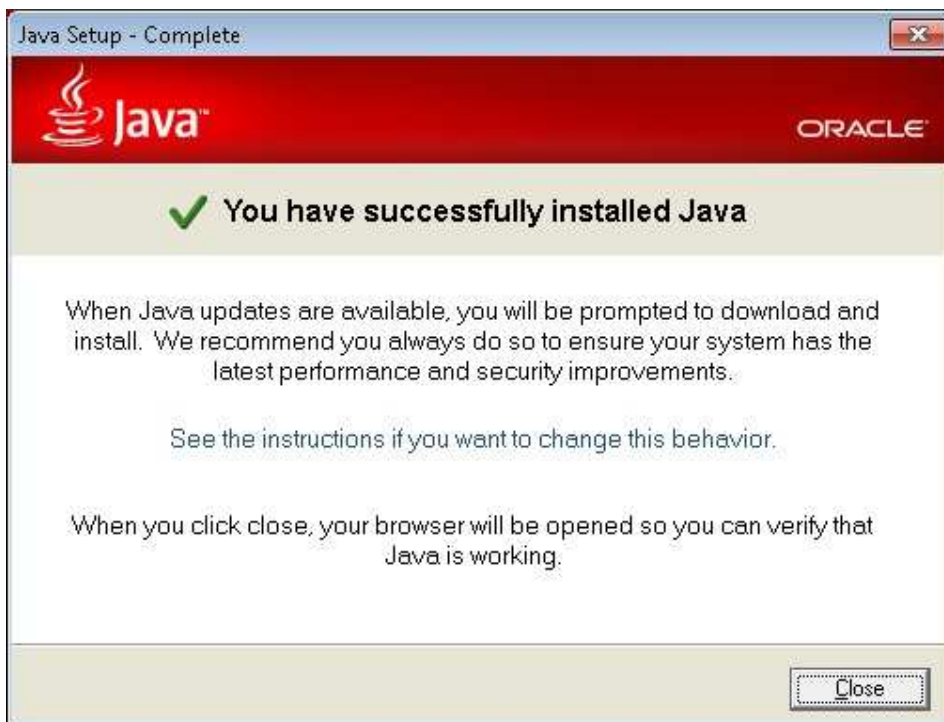 Java Setup - Complete
Java™
ORACLE®
You have successfully installed Java
When Java updates are available, you will be prompted to download and
install. We recommend you always do so to ensure your system has the
latest performance and security improvements.
See the instructions if you want to change this behavior.
When you click close, your browser will be opened so you can verify that
Java is working.
Close